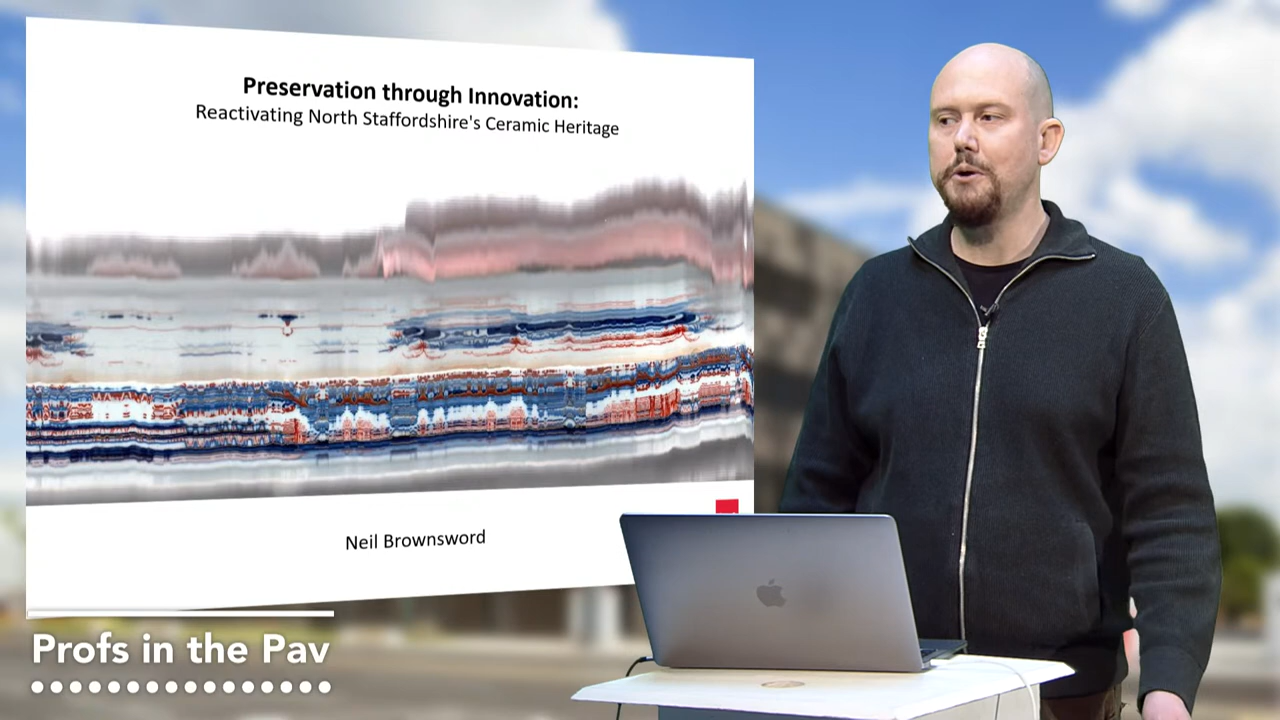 Preservation through Innovation:
Reactivating North Staffordshire's Ceramic Heritage
Neil Brownsword
Profs in the Pav